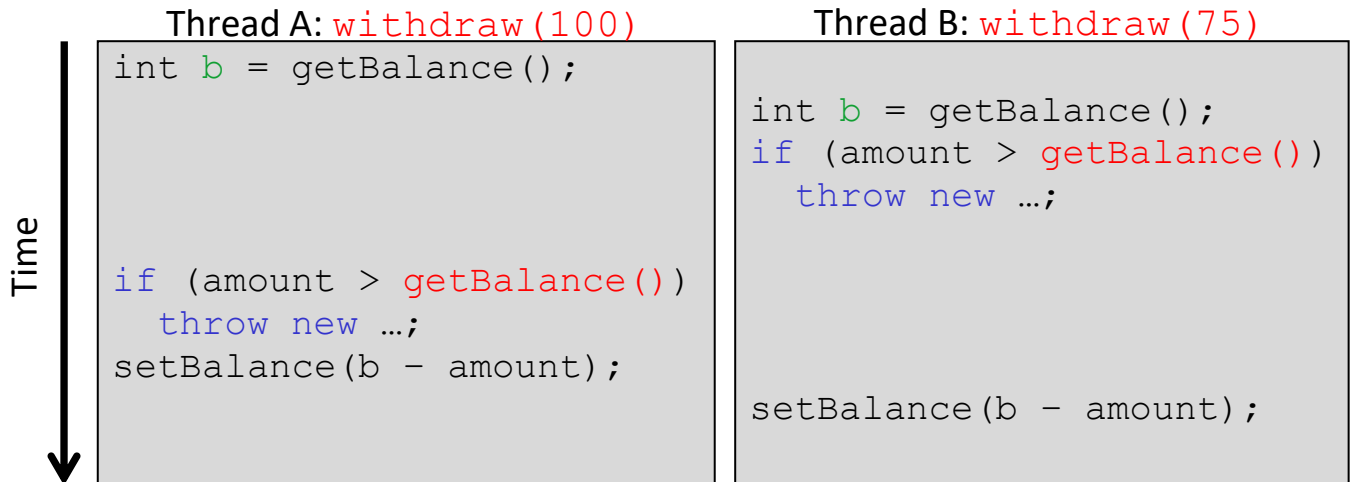 Thread A: withdraw(100)
int b = getBalance();
if (amount > getBalance())
throw new …;
setBalance(b – amount);
Thread B: withdraw(75)
int b = getBalance();
if (amount > getBalance())
throw new …;
setBalance(b – amount);
Time